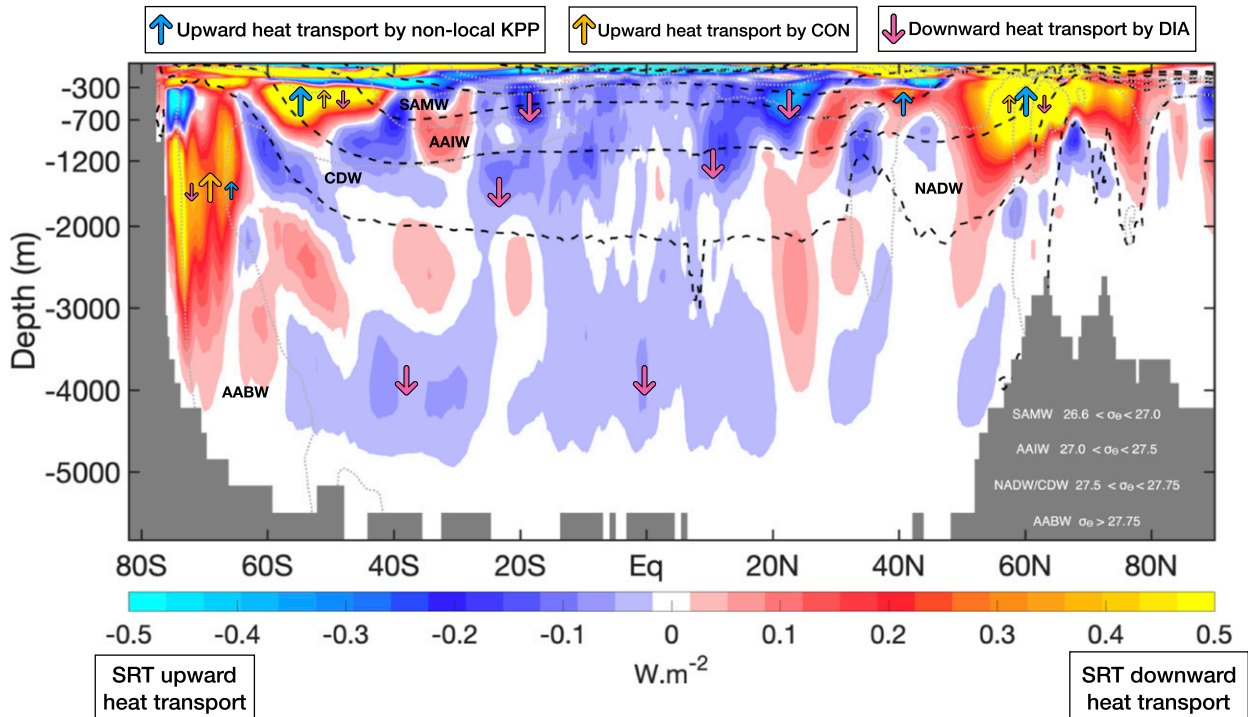 Upward heat transport by non-local KPP
Upward heat transport by CON
Downward heat transport by DIA
Depth (m)
-300
-700
-1200
-2000
-3000
-4000
-5000
SAMW
AAIW
CDW
NADW
AABW
SAMW 26.6 < σθ < 27.0
AAIW 27.0 < σθ < 27.5
NADW/CDW 27.5 < σθ < 27.75
AABW σθ > 27.75
80S 60S 40S 20S Eq 20N 40N 60N 80N
-0.5 -0.4 -0.3 -0.2 -0.1 0 0.1 0.2 0.3 0.4 0.5
W.m⁻²
SRT upward
heat transport
SRT downward
heat transport